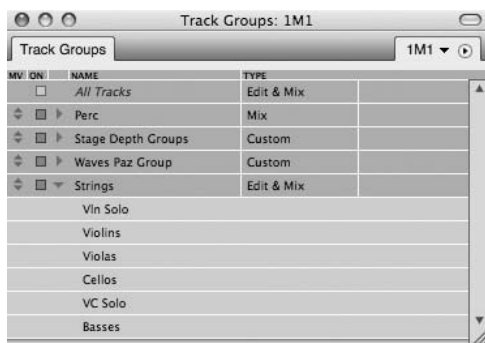 Track Groups: 1M1
Track Groups 1M1
MV ON NAME TYPE
All Tracks Edit & Mix
Perc Mix
Stage Depth Groups Custom
Waves Paz Group Custom
Strings Edit & Mix
Vln Solo
Violins
Violas
Cellos
VC Solo
Basses